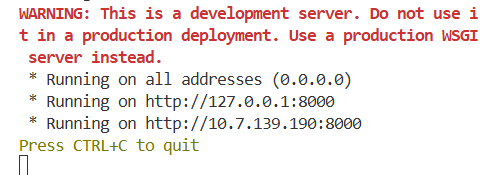 WARNING: This is a development server. Do not use i
t in a production deployment. Use a production WSGI
 server instead.
 * Running on all addresses (0.0.0.0)
 * Running on http://127.0.0.1:8000
 * Running on http://10.7.139.190:8000
Press CTRL+C to quit